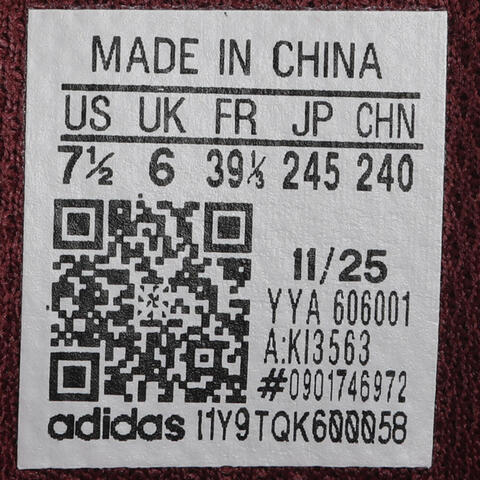 MADE IN CHINA
US UK FR JP CHN
7½ 6 39⅓ 245 240
11/25
YYA 606001
A:KI3563
#0901746972
adidas I1Y9TQK600058